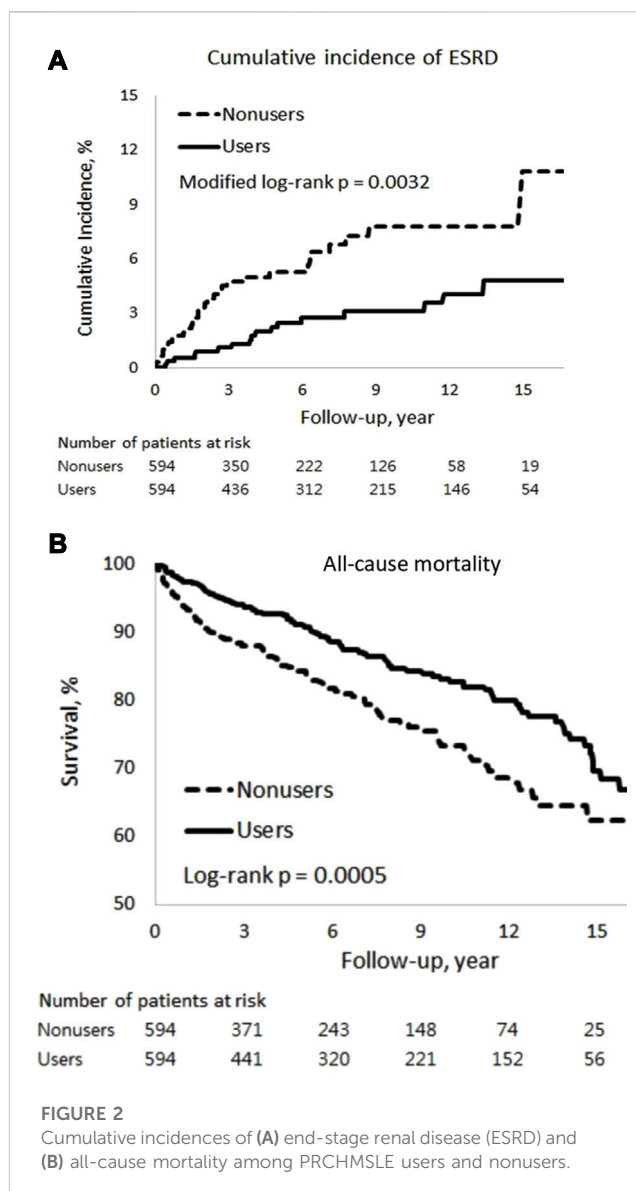 A
Cumulative incidence of ESRD
15
12
9
6
3
0
Cumulative Incidence, %
Nonusers
Users
Modified log-rank p = 0.0032
0 3 6 9 12 15
Follow-up, year
Number of patients at risk
Nonusers 594 350 222 126 58 19
Users 594 436 312 215 146 54
B
All-cause mortality
100
90
80
70
60
50
Survival, %
Nonusers
Users
Log-rank p = 0.0005
0 3 6 9 12 15
Follow-up, year
Number of patients at risk
Nonusers 594 371 243 148 74 25
Users 594 441 320 221 152 56
FIGURE 2
Cumulative incidences of (A) end-stage renal disease (ESRD) and
(B) all-cause mortality among PRCHMSLE users and nonusers.